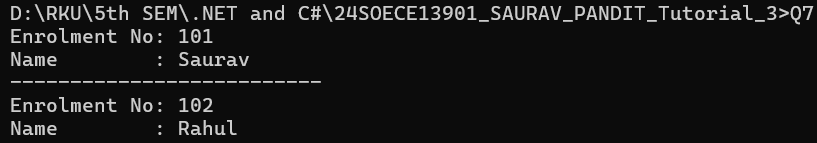 D:\RKU\5th SEM\.NET and C#\24SOECE13901_SAURAV_PANDIT_Tutorial_3>Q7
Enrolment No: 101
Name        : Saurav
--------------------------
Enrolment No: 102
Name        : Rahul